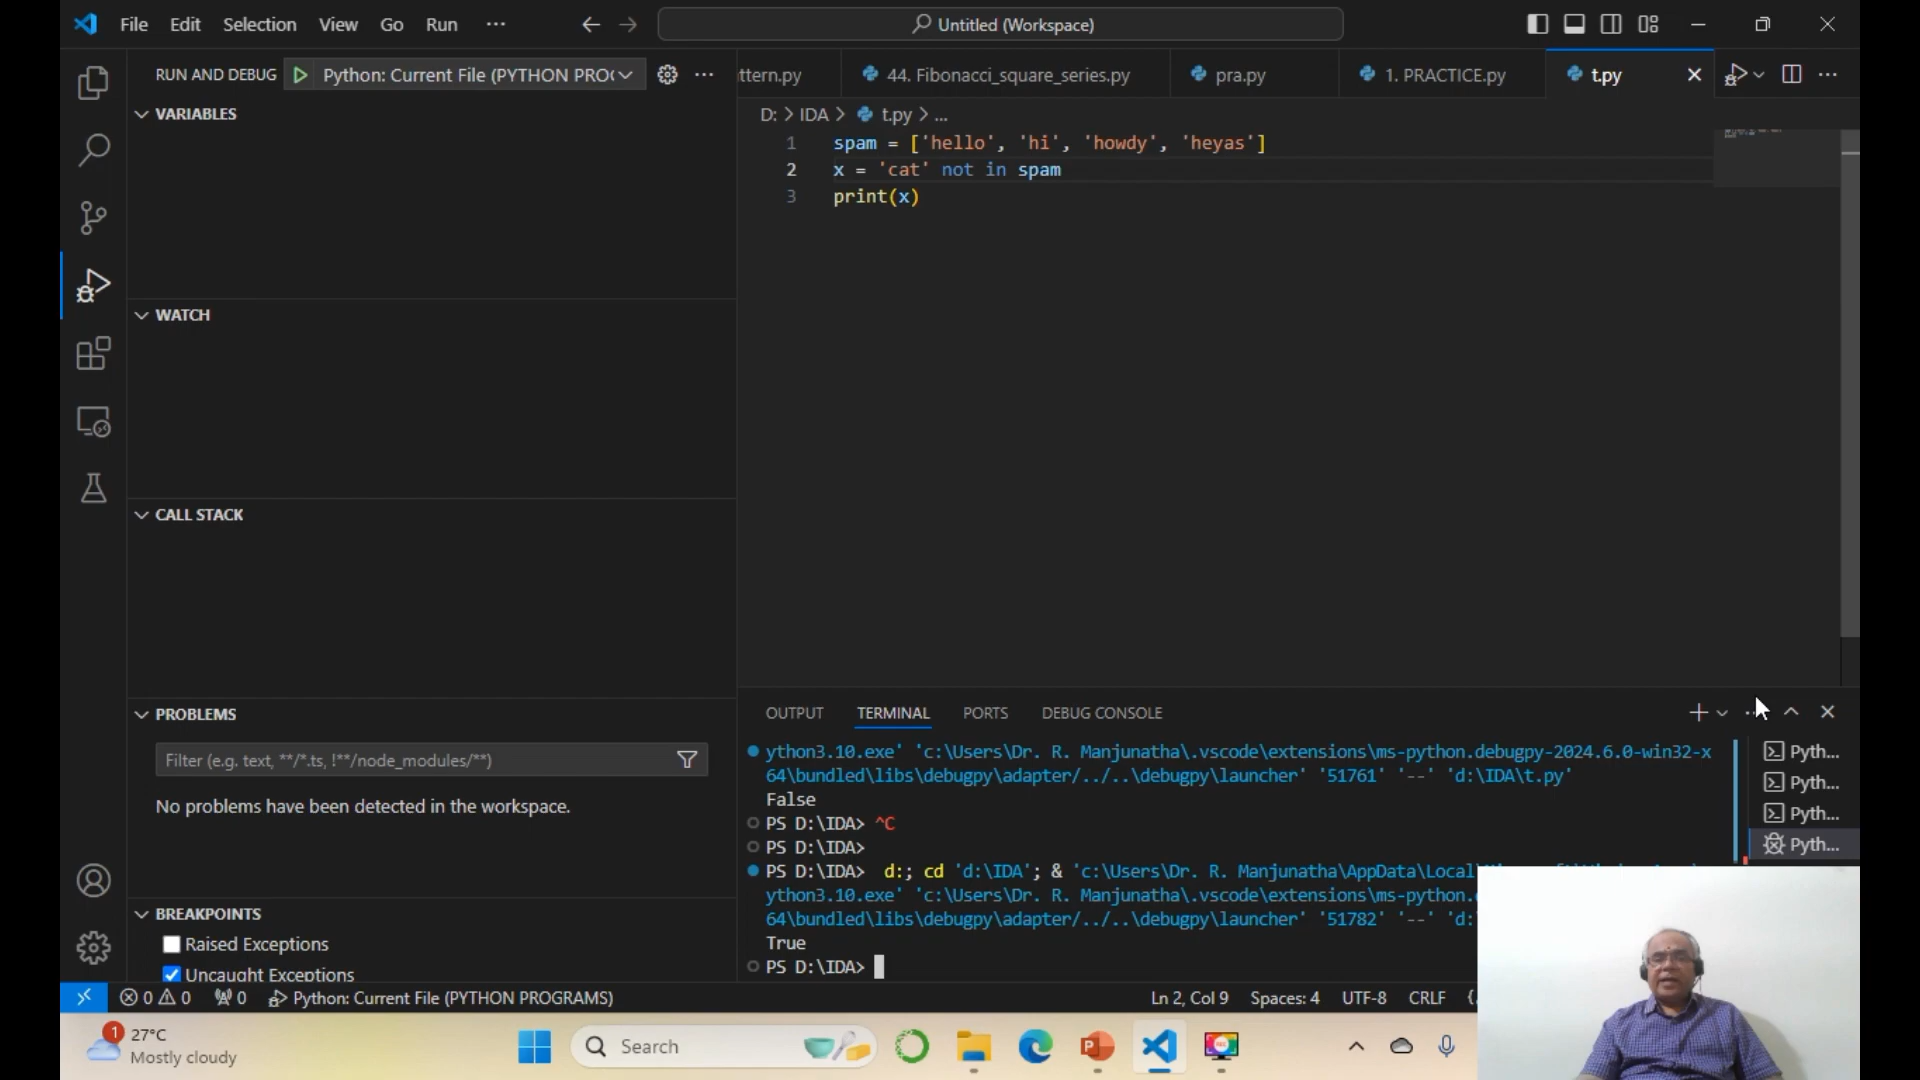 File Edit Selection View Go Run ··· Untitled (Workspace)
RUN AND DEBUG Python: Current File (PYTHON PRO
ttern.py 44. Fibonacci_square_series.py pra.py 1. PRACTICE.py t.py
VARIABLES
D: > IDA > t.py > ...
1 spam = ['hello', 'hi', 'howdy', 'heyas']
2 x = 'cat' not in spam
3 print(x)
WATCH
CALL STACK
PROBLEMS
Filter (e.g. text, **/*.ts, !**/node_modules/**)
No problems have been detected in the workspace.
BREAKPOINTS
Raised Exceptions
Uncaught Exceptions
OUTPUT TERMINAL PORTS DEBUG CONSOLE
ython3.10.exe' 'c:\Users\Dr. R. Manjunatha\.vscode\extensions\ms-python.debugpy-2024.6.0-win32-x
64\bundled\libs\debugpy\adapter/../..\debugpy\launcher' '51761' '--' 'd:\IDA\t.py'
False
PS D:\IDA> ^C
PS D:\IDA>
PS D:\IDA> d:; cd 'd:\IDA'; & 'c:\Users\Dr. R. Manjunatha\AppData\Local\
ython3.10.exe' 'c:\Users\Dr. R. Manjunatha\.vscode\extensions\ms-python.
64\bundled\libs\debugpy\adapter/../..\debugpy\launcher' '51782' '--' 'd:
True
PS D:\IDA>
Pyth...
Pyth...
Pyth...
Pyth...
0 0 0 Python: Current File (PYTHON PROGRAMS) Ln 2, Col 9 Spaces: 4 UTF-8 CRLF {
1 27°C
Mostly cloudy
Search